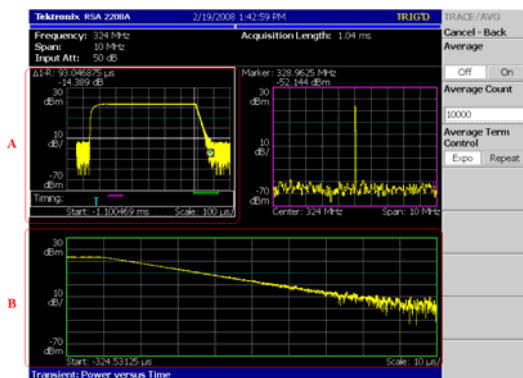 Tektronix RSA 2200A 2/19/2008 1:42:59 PM TRIG'D TRACE/AVG
Frequency: 324 MHz Acquisition Length: 1.04 ms
Span: 10 MHz
Input Att: 50 dB
Cancel - Back
Average
Off On
Average Count
10000
Average Term
Control
Expo Repeat
A
Δ1-R: 93.046875 µs
-14.389 dB
30
dBm
10
dB/
-70
dBm
Timing:
T
Start: -1.100469 ms Scale: 100 µs/
Marker: 328.9625 MHz
-52.144 dBm
30
dBm
10
dB/
-70
dBm
Center: 324 MHz Span: 10 MHz
B
30
dBm
10
dB/
-70
dBm
Start: -324.53125 µs Scale: 10 µs/
Transient: Power versus Time